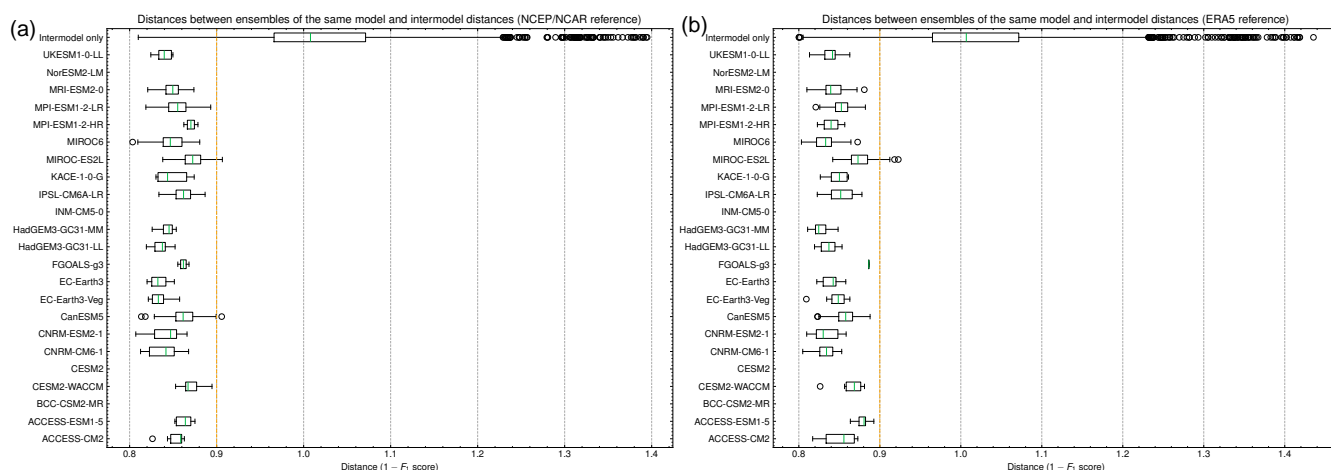 (a)
Distances between ensembles of the same model and intermodel distances (NCEP/NCAR reference)
Intermodel only
UKESM1-0-LL
NorESM2-LM
MRI-ESM2-0
MPI-ESM1-2-LR
MPI-ESM1-2-HR
MIROC6
MIROC-ES2L
KACE-1-0-G
IPSL-CM6A-LR
INM-CM5-0
HadGEM3-GC31-MM
HadGEM3-GC31-LL
FGOALS-g3
EC-Earth3
EC-Earth3-Veg
CanESM5
CNRM-ESM2-1
CNRM-CM6-1
CESM2
CESM2-WACCM
BCC-CSM2-MR
ACCESS-ESM1-5
ACCESS-CM2
0.8 0.9 1.0 1.1 1.2 1.3 1.4
Distance (1 − F₁ score)
(b)
Distances between ensembles of the same model and intermodel distances (ERA5 reference)
Intermodel only
UKESM1-0-LL
NorESM2-LM
MRI-ESM2-0
MPI-ESM1-2-LR
MPI-ESM1-2-HR
MIROC6
MIROC-ES2L
KACE-1-0-G
IPSL-CM6A-LR
INM-CM5-0
HadGEM3-GC31-MM
HadGEM3-GC31-LL
FGOALS-g3
EC-Earth3
EC-Earth3-Veg
CanESM5
CNRM-ESM2-1
CNRM-CM6-1
CESM2
CESM2-WACCM
BCC-CSM2-MR
ACCESS-ESM1-5
ACCESS-CM2
0.8 0.9 1.0 1.1 1.2 1.3 1.4
Distance (1 − F₁ score)